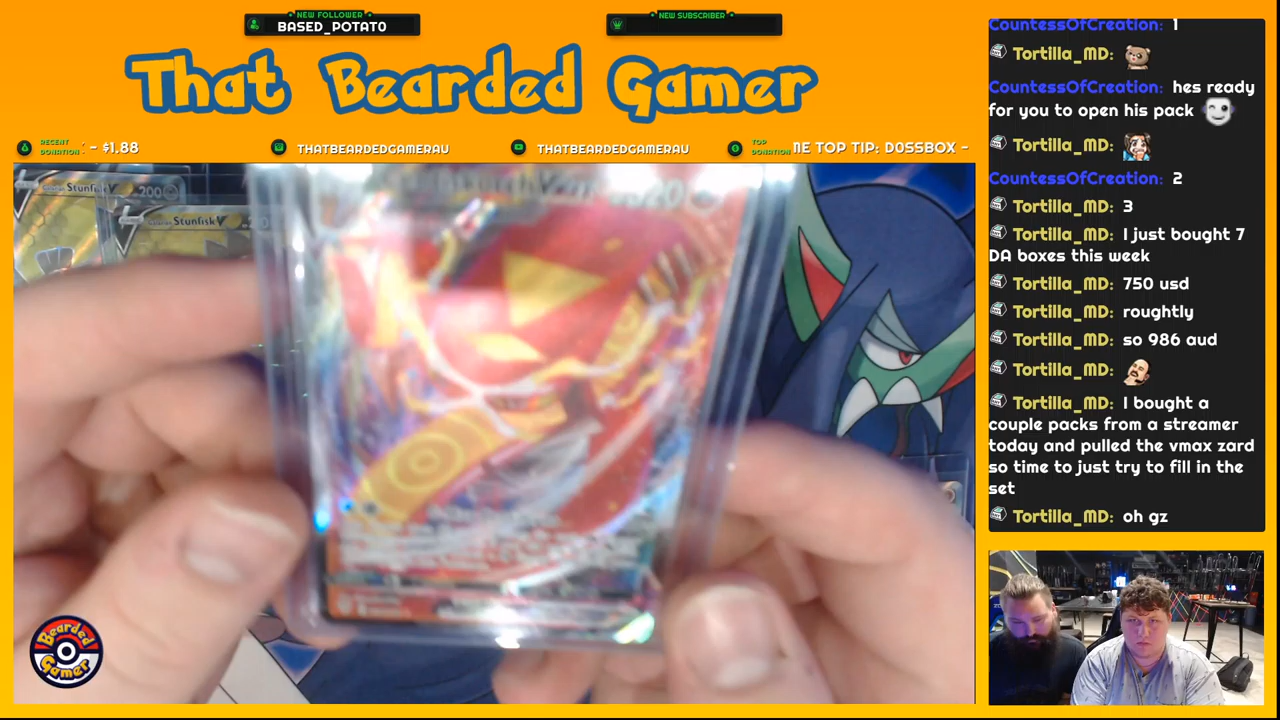 NEW FOLLOWER
BASED_POTATO
NEW SUBSCRIBER
That Bearded Gamer
RECENT DONATION: - $1.88
THATBEARDEDGAMERAU
THATBEARDEDGAMERAU
TOP DONATION
NE TOP TIP: D0SSBOX -
Stunfisk V 200
Stunfisk V
320
Bearded
Gamer
CountessOfCreation: 1
Tortilla_MD:
CountessOfCreation: hes ready
for you to open his pack
Tortilla_MD:
CountessOfCreation: 2
Tortilla_MD: 3
Tortilla_MD: I just bought 7
DA boxes this week
Tortilla_MD: 750 usd
Tortilla_MD: roughtly
Tortilla_MD: so 986 aud
Tortilla_MD:
Tortilla_MD: I bought a
couple packs from a streamer
today and pulled the vmax zard
so time to just try to fill in the
set
Tortilla_MD: oh gz